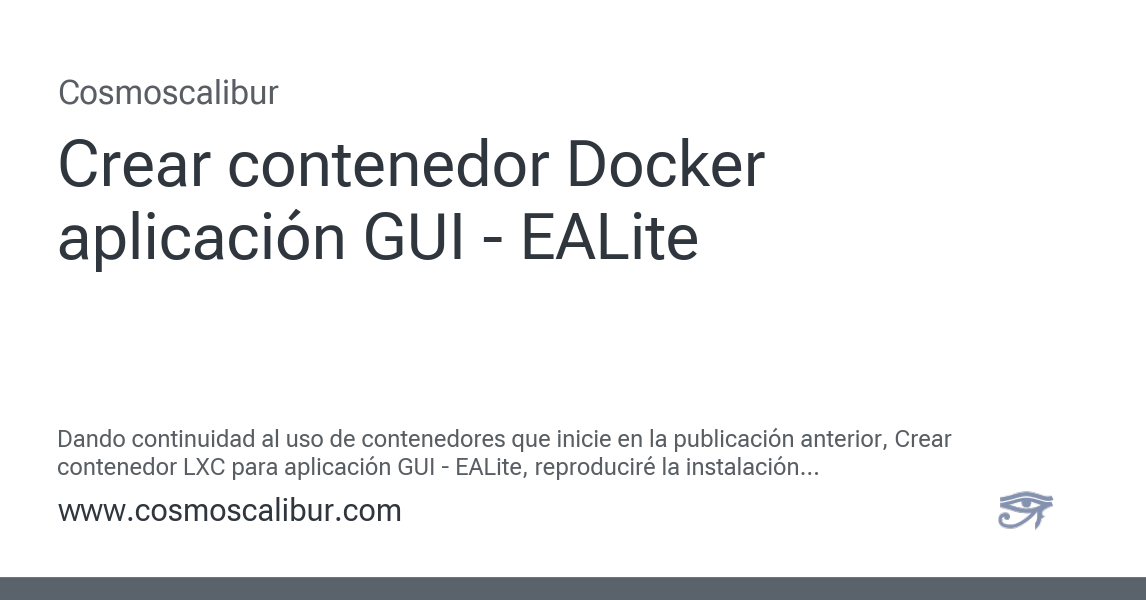 Cosmoscalibur
Crear contenedor Docker
aplicación GUI - EALite
Dando continuidad al uso de contenedores que inicie en la publicación anterior, Crear
contenedor LXC para aplicación GUI - EALite, reproduciré la instalación...
www.cosmoscalibur.com